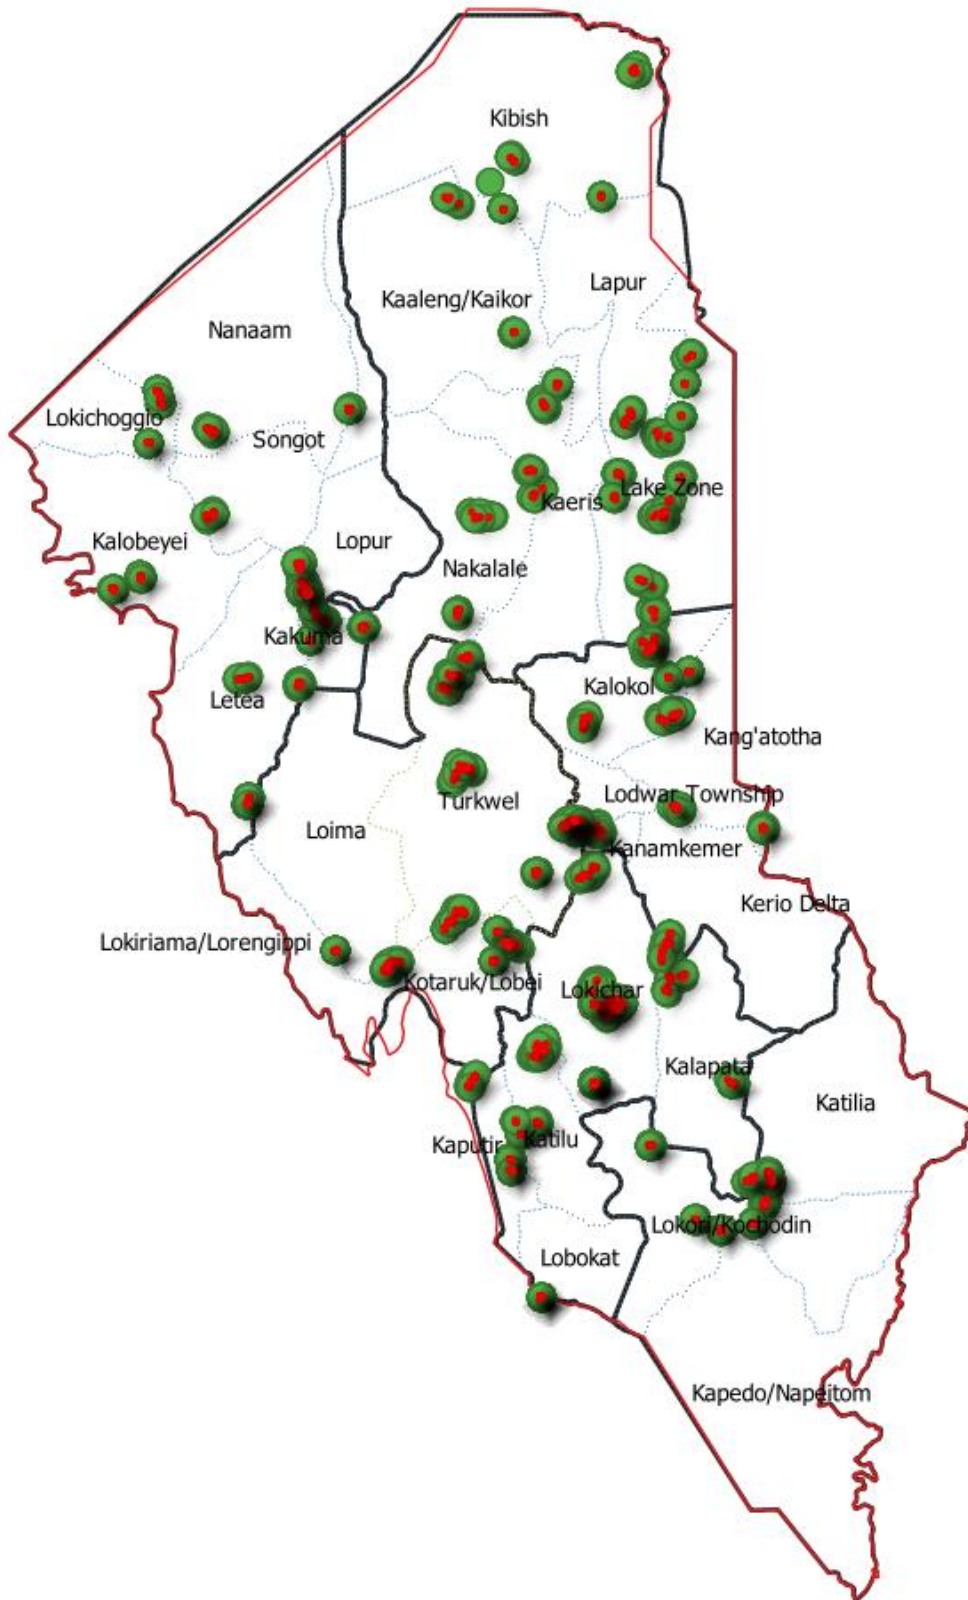 Kibish
Lapur
Kaaleng/Kaikor
Nanaam
Lokichoggio
Songot
Lake Zone
Kaeris
Kalobeyei
Lopur
Nakalale
Kakuma
Letea
Kalokol
Kang'atotha
Turkwel
Lodwar Township
Loima
Kanamkemer
Kerio Delta
Lokiriama/Lorengippi
Kotaruk/Lobei
Lokichar
Kalapata
Katilia
Kaputir
Katilu
Lokori/Kochodin
Lobokat
Kapedo/Napeitom